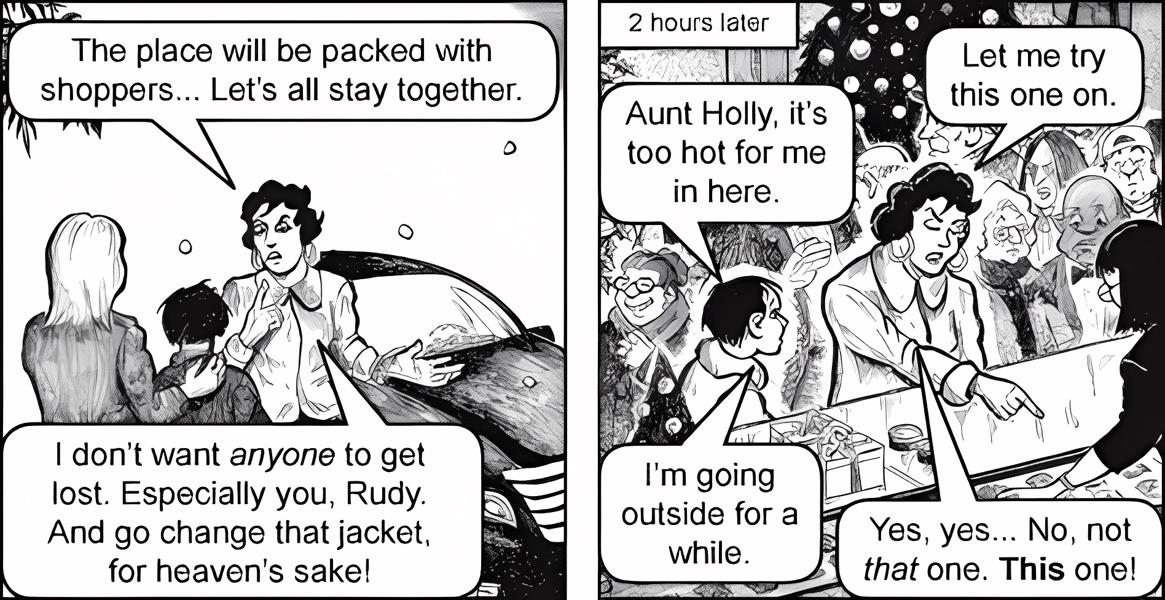 The place will be packed with
shoppers... Let's all stay together.
I don't want anyone to get
lost. Especially you, Rudy.
And go change that jacket,
for heaven's sake!
2 hours later
Let me try
this one on.
Aunt Holly, it's
too hot for me
in here.
I'm going
outside for a
while.
Yes, yes... No, not
that one. This one!